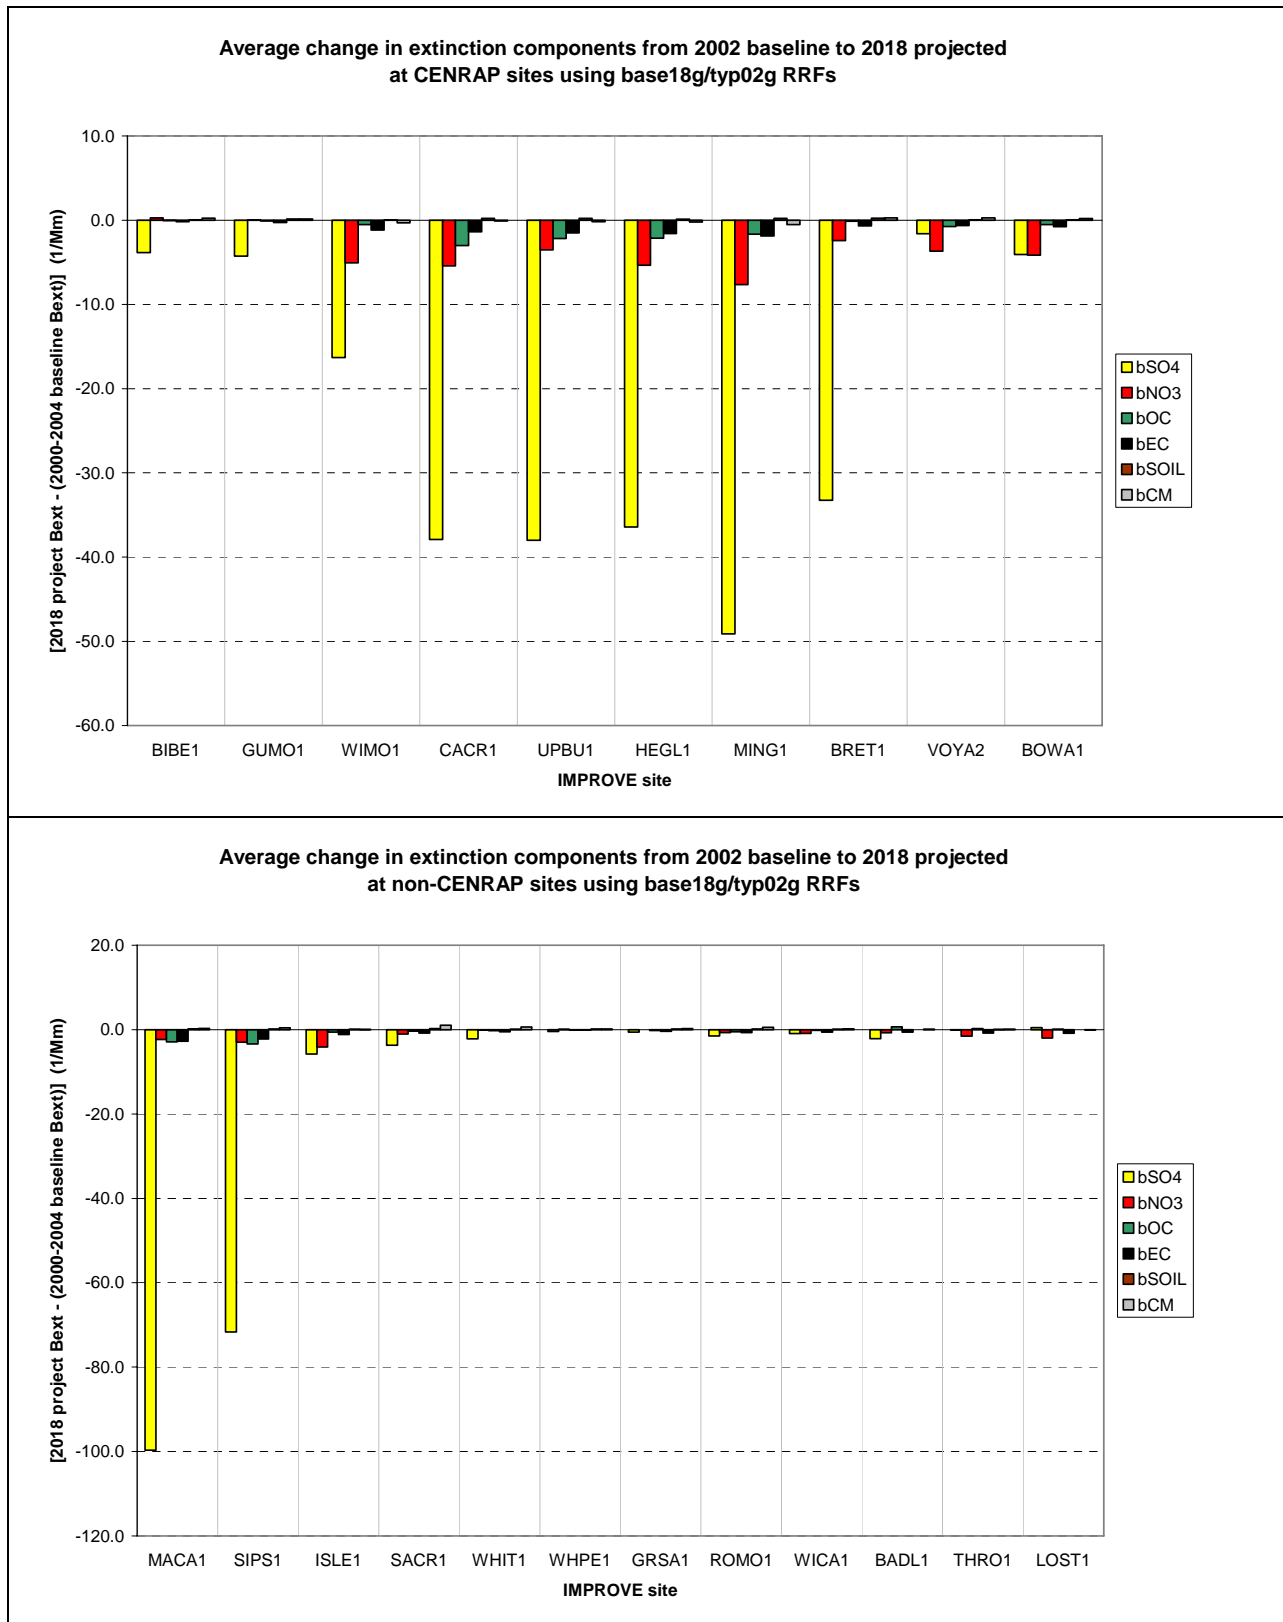 Average change in extinction components from 2002 baseline to 2018 projected
at CENRAP sites using base18g/typ02g RRFs
[2018 project Bext - (2000-2004 baseline Bext)] (1/Mm)
10.0
0.0
-10.0
-20.0
-30.0
-40.0
-50.0
-60.0
bSO4
bNO3
bOC
bEC
bSOIL
bCM
BIBE1 GUMO1 WIMO1 CACR1 UPBU1 HEGL1 MING1 BRET1 VOYA2 BOWA1
IMPROVE site
Average change in extinction components from 2002 baseline to 2018 projected
at non-CENRAP sites using base18g/typ02g RRFs
[2018 project Bext - (2000-2004 baseline Bext)] (1/Mm)
20.0
0.0
-20.0
-40.0
-60.0
-80.0
-100.0
-120.0
bSO4
bNO3
bOC
bEC
bSOIL
bCM
MACA1 SIPS1 ISLE1 SACR1 WHIT1 WHPE1 GRSA1 ROMO1 WICA1 BADL1 THRO1 LOST1
IMPROVE site